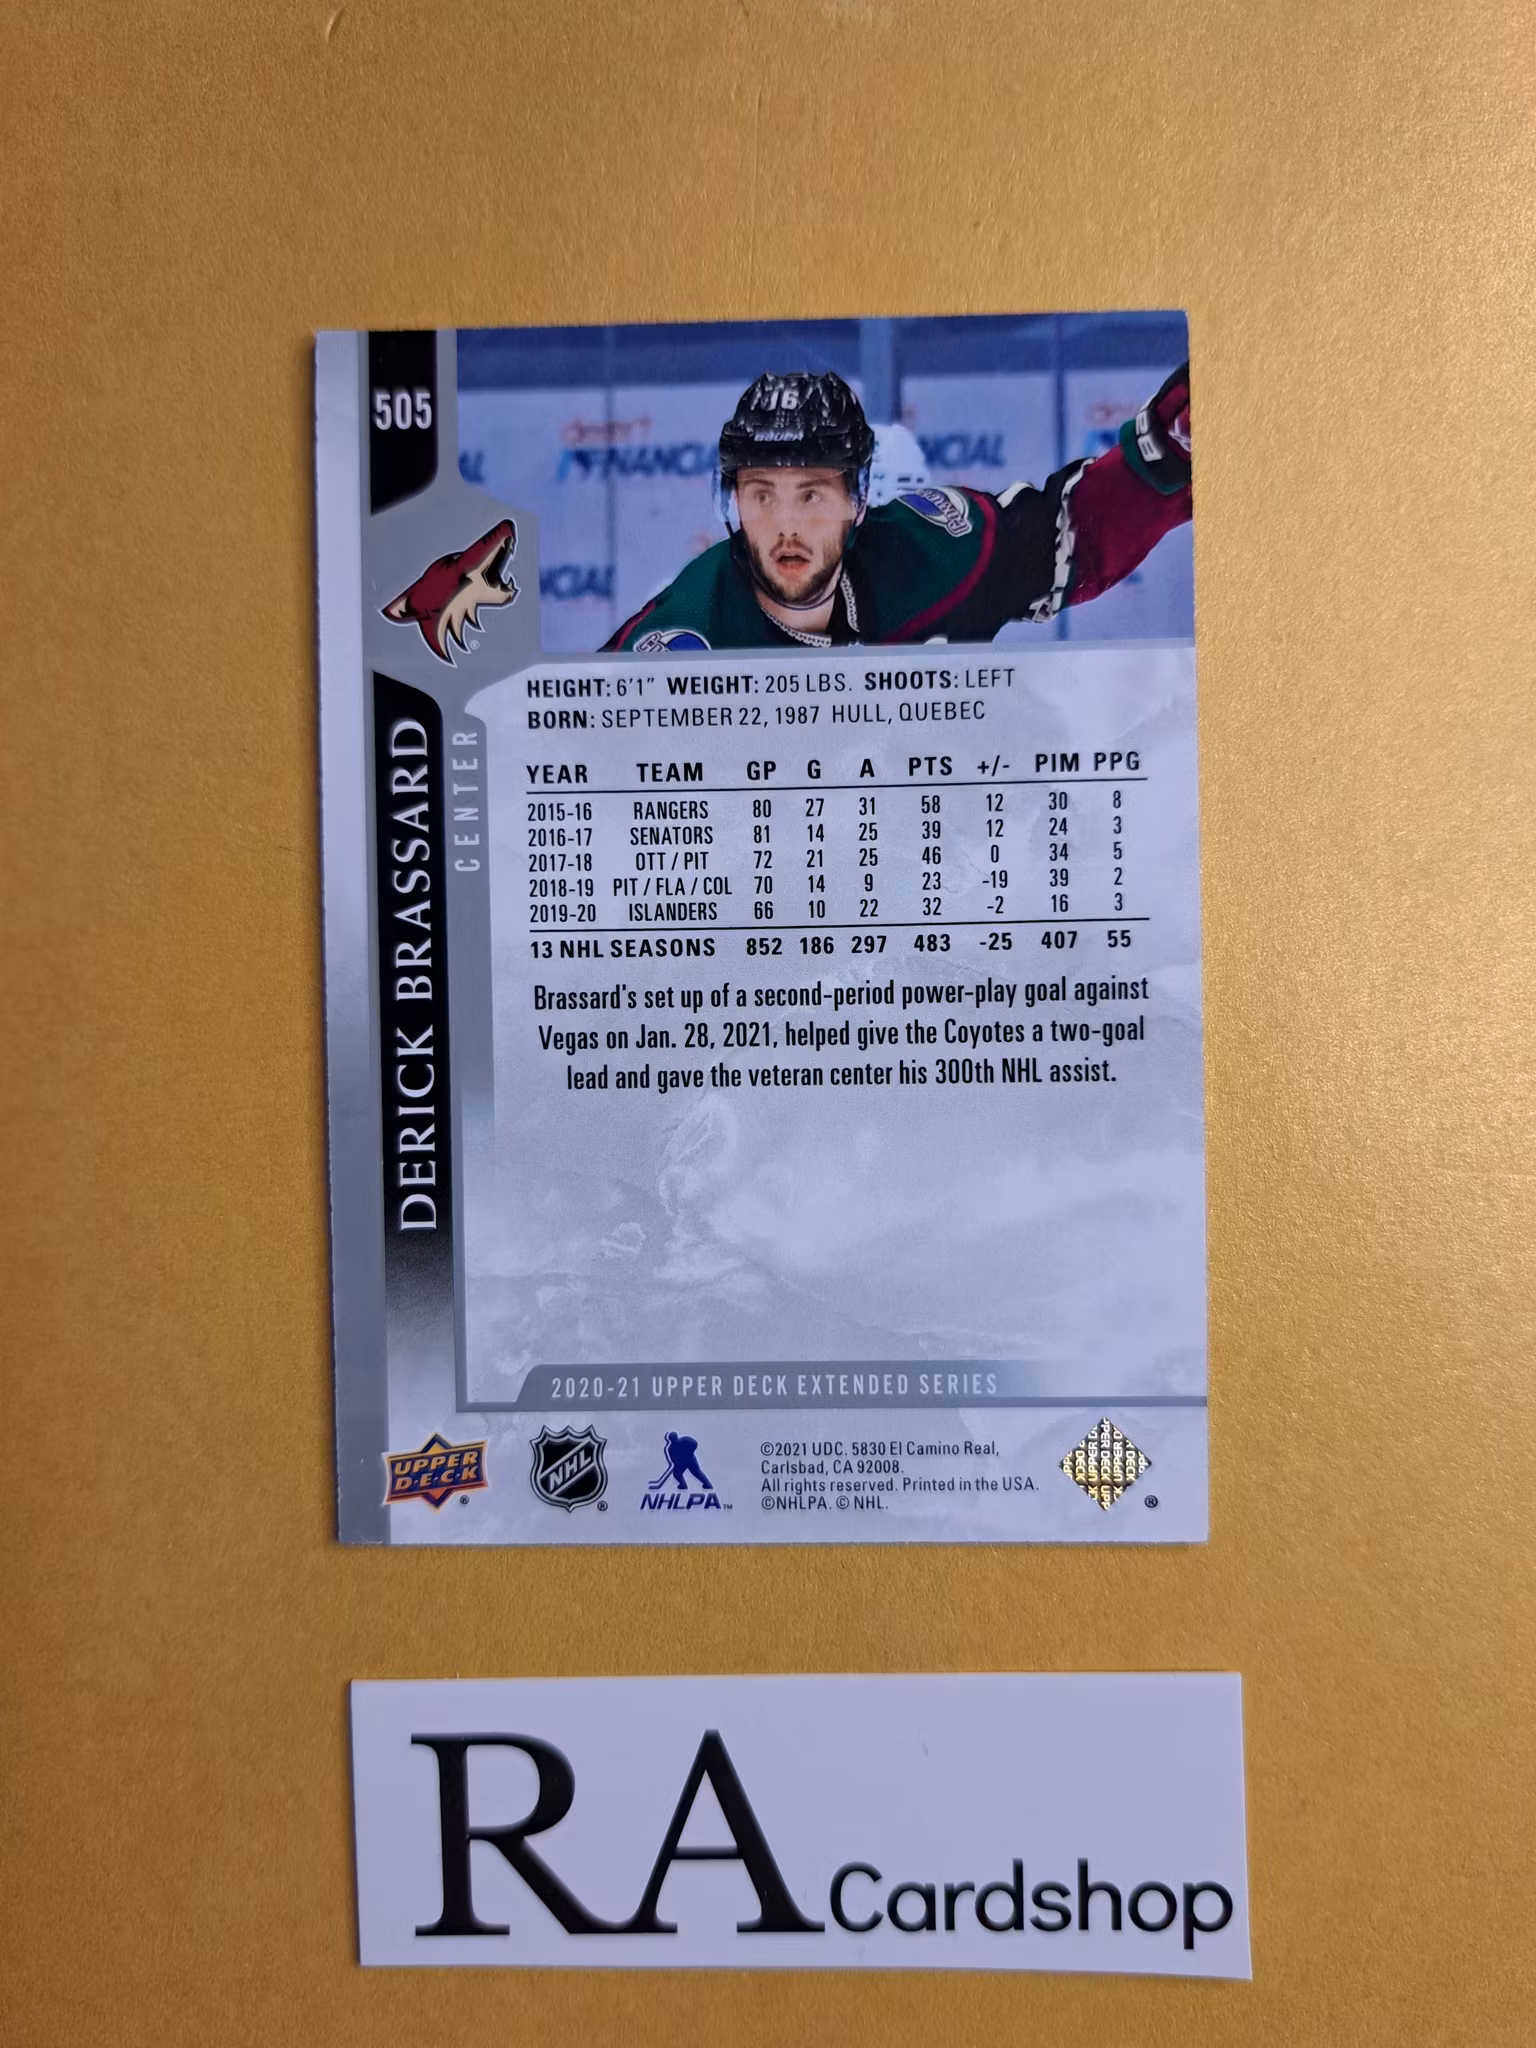 505
16
BAUER
desert
FINANCIAL
NCIAL
DERICK BRASSARD
CENTER
HEIGHT: 6'1" WEIGHT: 205 LBS. SHOOTS: LEFT
BORN: SEPTEMBER 22, 1987 HULL, QUEBEC
YEAR TEAM GP G A PTS +/- PIM PPG
2015-16 RANGERS 80 27 31 58 12 30 8
2016-17 SENATORS 81 14 25 39 12 24 3
2017-18 OTT / PIT 72 21 25 46 0 34 5
2018-19 PIT / FLA / COL 70 14 9 23 -19 39 2
2019-20 ISLANDERS 66 10 22 32 -2 16 3
13 NHL SEASONS 852 186 297 483 -25 407 55
Brassard's set up of a second-period power-play goal against
Vegas on Jan. 28, 2021, helped give the Coyotes a two-goal
lead and gave the veteran center his 300th NHL assist.
2020-21 UPPER DECK EXTENDED SERIES
UPPER
D·E·C·K ®
NHL ®
NHLPA™
©2021 UDC. 5830 El Camino Real,
Carlsbad, CA 92008.
All rights reserved. Printed in the USA.
©NHLPA. © NHL.
®
RA Cardshop